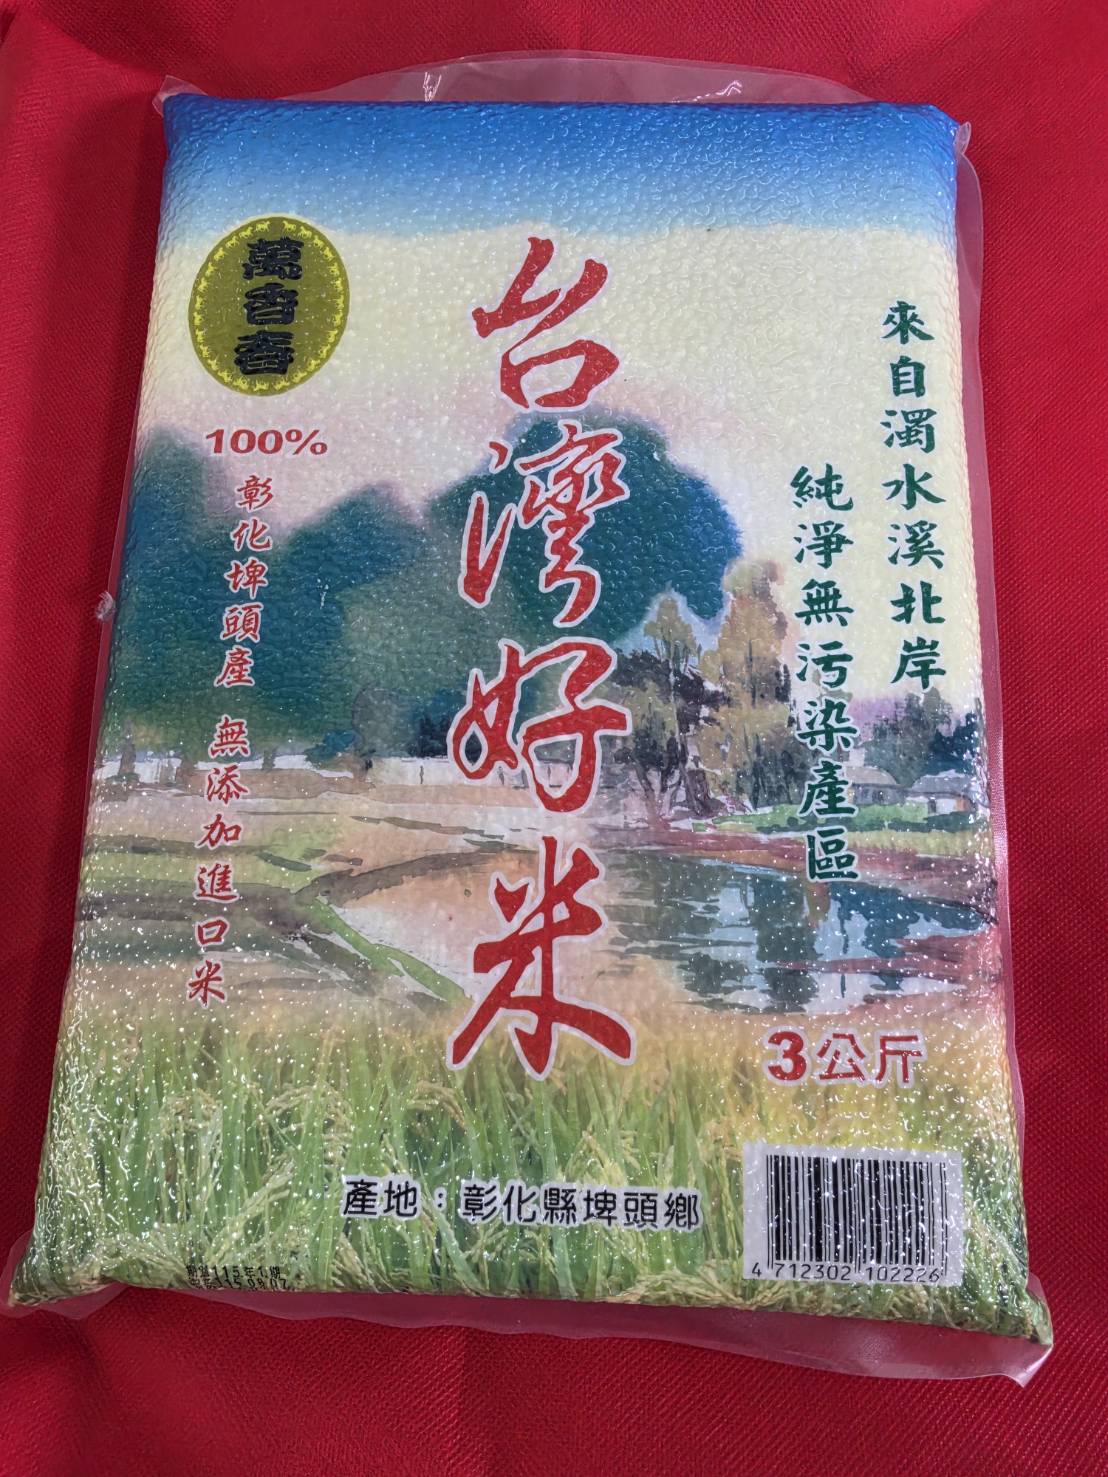 萬香春
100%
彰化埤頭產 無添加進口米
台灣好米
來自濁水溪北岸
純淨無污染產區
3公斤
產地：彰化縣埤頭鄉
4 712302 102226